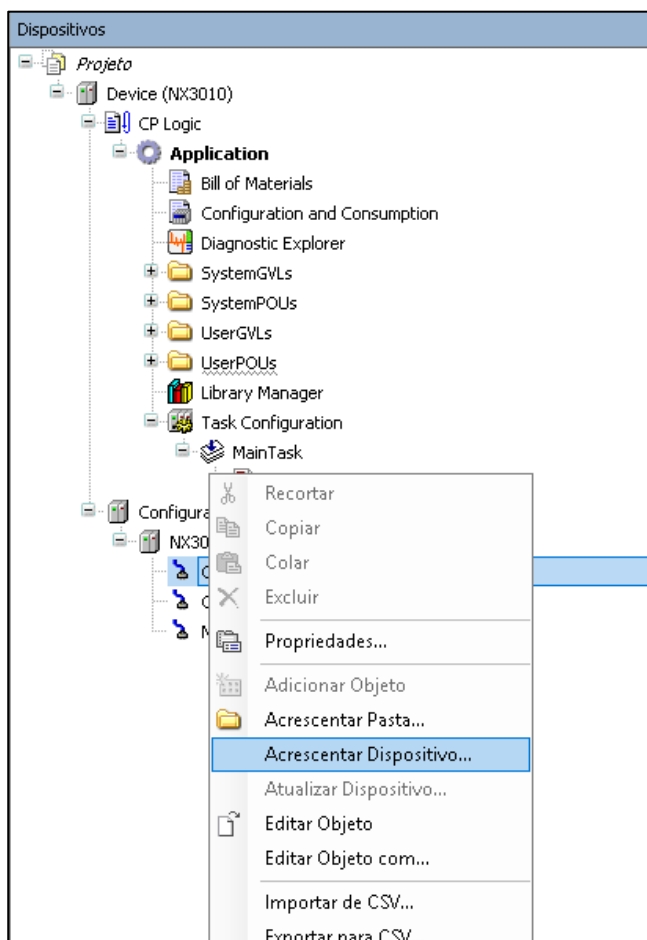 Dispositivos
Projeto
Device (NX3010)
CP Logic
Application
Bill of Materials
Configuration and Consumption
Diagnostic Explorer
SystemGVLs
SystemPOUs
UserGVLs
UserPOUs
Library Manager
Task Configuration
MainTask
Configura
NX30
Recortar
Copiar
Colar
Excluir
Propriedades...
Adicionar Objeto
Acrescentar Pasta...
Acrescentar Dispositivo...
Atualizar Dispositivo...
Editar Objeto
Editar Objeto com...
Importar de CSV...
Exportar para CSV